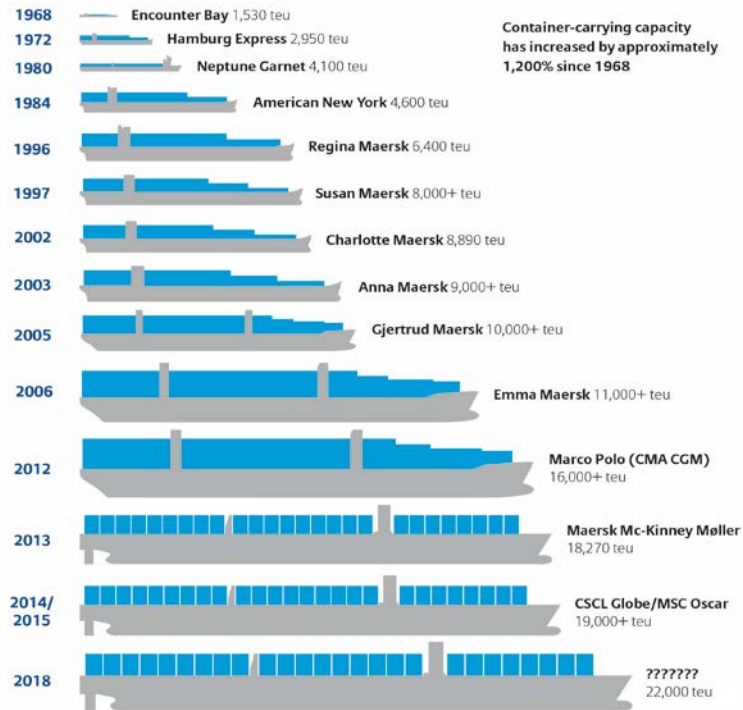 1968 Encounter Bay 1,530 teu
Container-carrying capacity
has increased by approximately
1,200% since 1968
1972 Hamburg Express 2,950 teu
1980 Neptune Garnet 4,100 teu
1984 American New York 4,600 teu
1996 Regina Maersk 6,400 teu
1997 Susan Maersk 8,000+ teu
2002 Charlotte Maersk 8,890 teu
2003 Anna Maersk 9,000+ teu
2005 Gjertrud Maersk 10,000+ teu
2006 Emma Maersk 11,000+ teu
2012 Marco Polo (CMA CGM)
16,000+ teu
2013 Maersk Mc-Kinney Møller
18,270 teu
2014/
2015 CSCL Globe/MSC Oscar
19,000+ teu
2018 ???????
22,000 teu